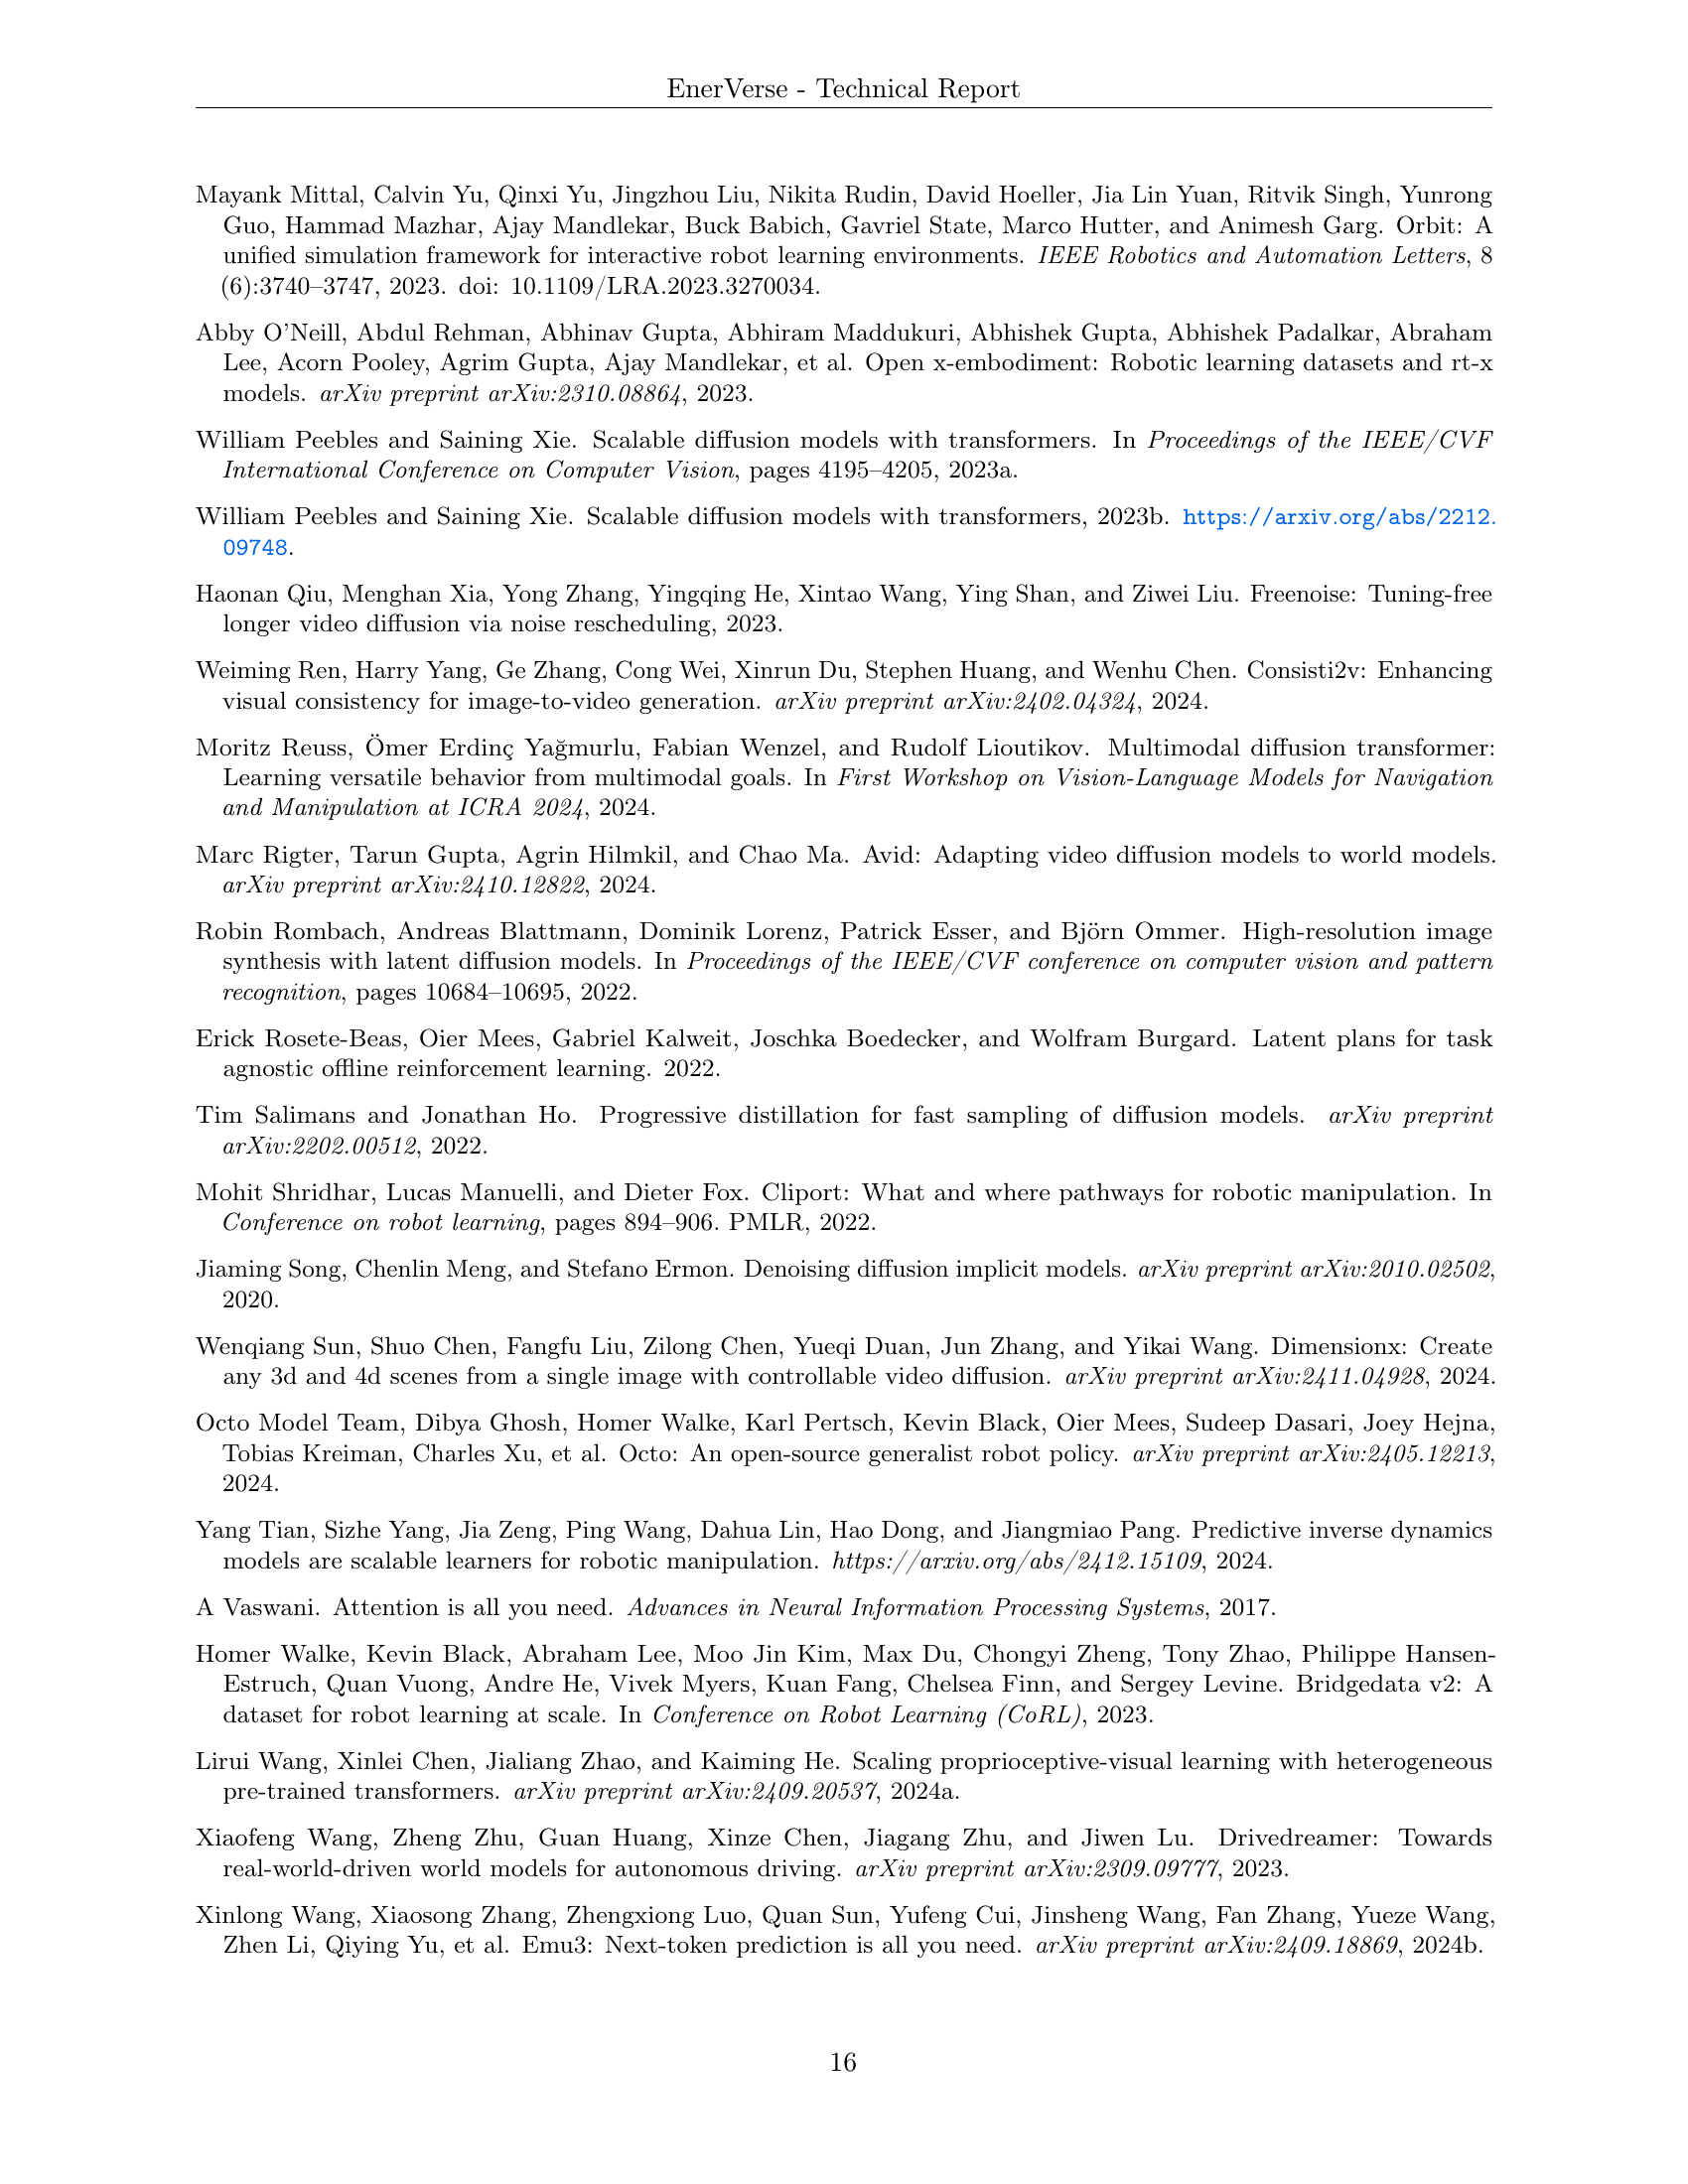 EnerVerse - Technical Report
Mayank Mittal, Calvin Yu, Qinxi Yu, Jingzhou Liu, Nikita Rudin, David Hoeller, Jia Lin Yuan, Ritvik Singh, Yunrong
Guo, Hammad Mazhar, Ajay Mandlekar, Buck Babich, Gavriel State, Marco Hutter, and Animesh Garg. Orbit: A
unified simulation framework for interactive robot learning environments. IEEE Robotics and Automation Letters, 8
(6):3740–3747, 2023. doi: 10.1109/LRA.2023.3270034.
Abby O'Neill, Abdul Rehman, Abhinav Gupta, Abhiram Maddukuri, Abhishek Gupta, Abhishek Padalkar, Abraham
Lee, Acorn Pooley, Agrim Gupta, Ajay Mandlekar, et al. Open x-embodiment: Robotic learning datasets and rt-x
models. arXiv preprint arXiv:2310.08864, 2023.
William Peebles and Saining Xie. Scalable diffusion models with transformers. In Proceedings of the IEEE/CVF
International Conference on Computer Vision, pages 4195–4205, 2023a.
William Peebles and Saining Xie. Scalable diffusion models with transformers, 2023b. https://arxiv.org/abs/2212.
09748.
Haonan Qiu, Menghan Xia, Yong Zhang, Yingqing He, Xintao Wang, Ying Shan, and Ziwei Liu. Freenoise: Tuning-free
longer video diffusion via noise rescheduling, 2023.
Weiming Ren, Harry Yang, Ge Zhang, Cong Wei, Xinrun Du, Stephen Huang, and Wenhu Chen. Consisti2v: Enhancing
visual consistency for image-to-video generation. arXiv preprint arXiv:2402.04324, 2024.
Moritz Reuss, Ömer Erdinç Yağmurlu, Fabian Wenzel, and Rudolf Lioutikov. Multimodal diffusion transformer:
Learning versatile behavior from multimodal goals. In First Workshop on Vision-Language Models for Navigation
and Manipulation at ICRA 2024, 2024.
Marc Rigter, Tarun Gupta, Agrin Hilmkil, and Chao Ma. Avid: Adapting video diffusion models to world models.
arXiv preprint arXiv:2410.12822, 2024.
Robin Rombach, Andreas Blattmann, Dominik Lorenz, Patrick Esser, and Björn Ommer. High-resolution image
synthesis with latent diffusion models. In Proceedings of the IEEE/CVF conference on computer vision and pattern
recognition, pages 10684–10695, 2022.
Erick Rosete-Beas, Oier Mees, Gabriel Kalweit, Joschka Boedecker, and Wolfram Burgard. Latent plans for task
agnostic offline reinforcement learning. 2022.
Tim Salimans and Jonathan Ho. Progressive distillation for fast sampling of diffusion models. arXiv preprint
arXiv:2202.00512, 2022.
Mohit Shridhar, Lucas Manuelli, and Dieter Fox. Cliport: What and where pathways for robotic manipulation. In
Conference on robot learning, pages 894–906. PMLR, 2022.
Jiaming Song, Chenlin Meng, and Stefano Ermon. Denoising diffusion implicit models. arXiv preprint arXiv:2010.02502,
2020.
Wenqiang Sun, Shuo Chen, Fangfu Liu, Zilong Chen, Yueqi Duan, Jun Zhang, and Yikai Wang. Dimensionx: Create
any 3d and 4d scenes from a single image with controllable video diffusion. arXiv preprint arXiv:2411.04928, 2024.
Octo Model Team, Dibya Ghosh, Homer Walke, Karl Pertsch, Kevin Black, Oier Mees, Sudeep Dasari, Joey Hejna,
Tobias Kreiman, Charles Xu, et al. Octo: An open-source generalist robot policy. arXiv preprint arXiv:2405.12213,
2024.
Yang Tian, Sizhe Yang, Jia Zeng, Ping Wang, Dahua Lin, Hao Dong, and Jiangmiao Pang. Predictive inverse dynamics
models are scalable learners for robotic manipulation. https://arxiv.org/abs/2412.15109, 2024.
A Vaswani. Attention is all you need. Advances in Neural Information Processing Systems, 2017.
Homer Walke, Kevin Black, Abraham Lee, Moo Jin Kim, Max Du, Chongyi Zheng, Tony Zhao, Philippe Hansen-
Estruch, Quan Vuong, Andre He, Vivek Myers, Kuan Fang, Chelsea Finn, and Sergey Levine. Bridgedata v2: A
dataset for robot learning at scale. In Conference on Robot Learning (CoRL), 2023.
Lirui Wang, Xinlei Chen, Jialiang Zhao, and Kaiming He. Scaling proprioceptive-visual learning with heterogeneous
pre-trained transformers. arXiv preprint arXiv:2409.20537, 2024a.
Xiaofeng Wang, Zheng Zhu, Guan Huang, Xinze Chen, Jiagang Zhu, and Jiwen Lu. Drivedreamer: Towards
real-world-driven world models for autonomous driving. arXiv preprint arXiv:2309.09777, 2023.
Xinlong Wang, Xiaosong Zhang, Zhengxiong Luo, Quan Sun, Yufeng Cui, Jinsheng Wang, Fan Zhang, Yueze Wang,
Zhen Li, Qiying Yu, et al. Emu3: Next-token prediction is all you need. arXiv preprint arXiv:2409.18869, 2024b.
16